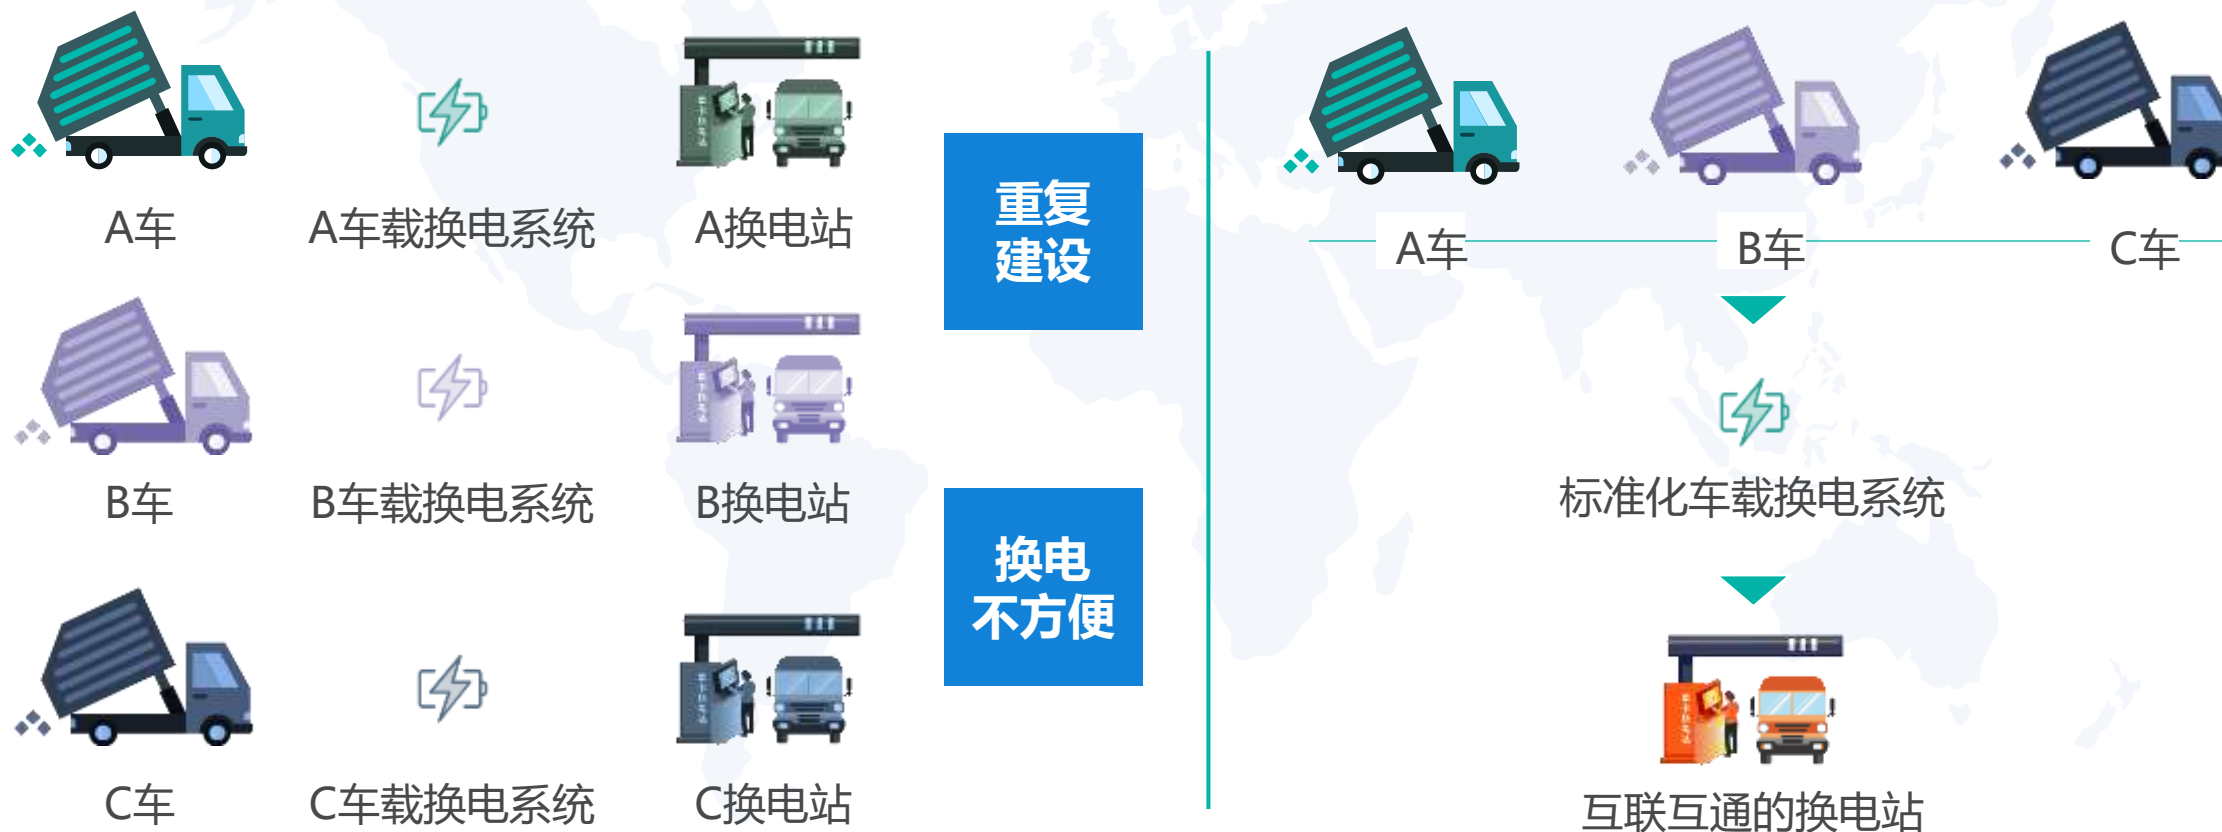 A车
A车载换电系统
A换电站
B车
B车载换电系统
B换电站
C车
C车载换电系统
C换电站
重复
建设
换电
不方便
A车
B车
C车
标准化车载换电系统
互联互通的换电站